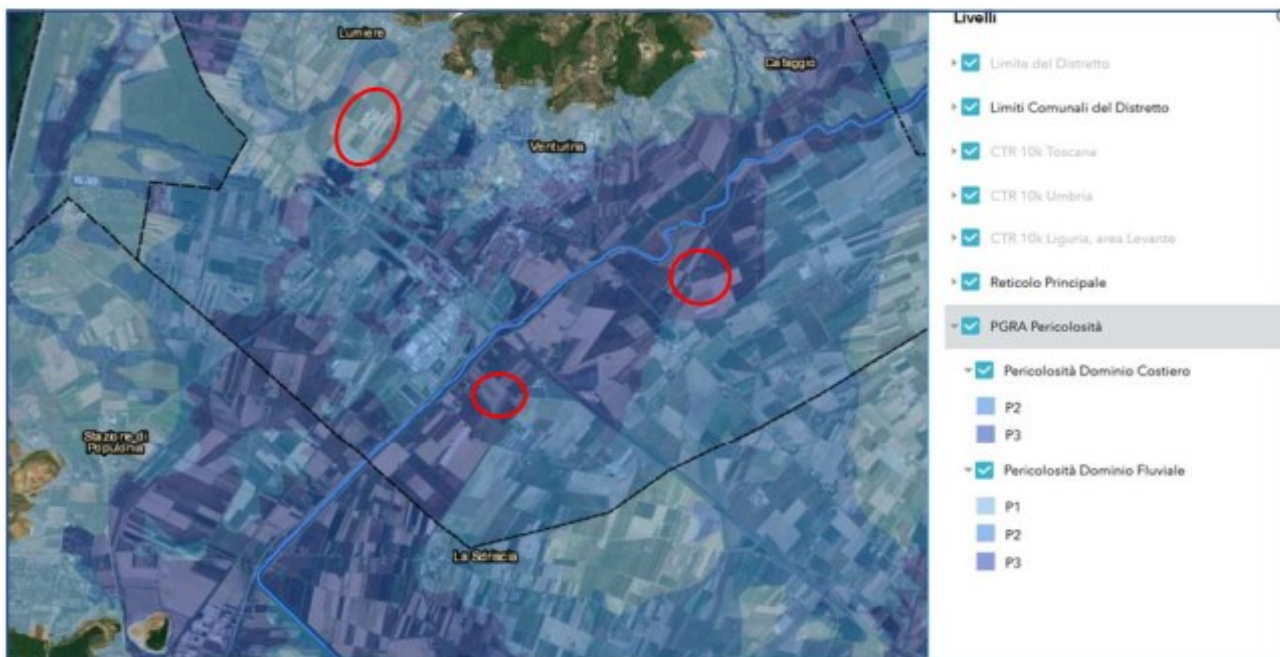 Lumiere
Cafaggio
Venturina
Stazione di
Populonia
La Sdriscia
Livelli
Limite del Distretto
Limiti Comunali del Distretto
CTR 10k Toscana
CTR 10k Umbria
CTR 10k Liguria, area Levante
Reticolo Principale
PGRA Pericolosità
Pericolosità Dominio Costiero
P2
P3
Pericolosità Dominio Fluviale
P1
P2
P3